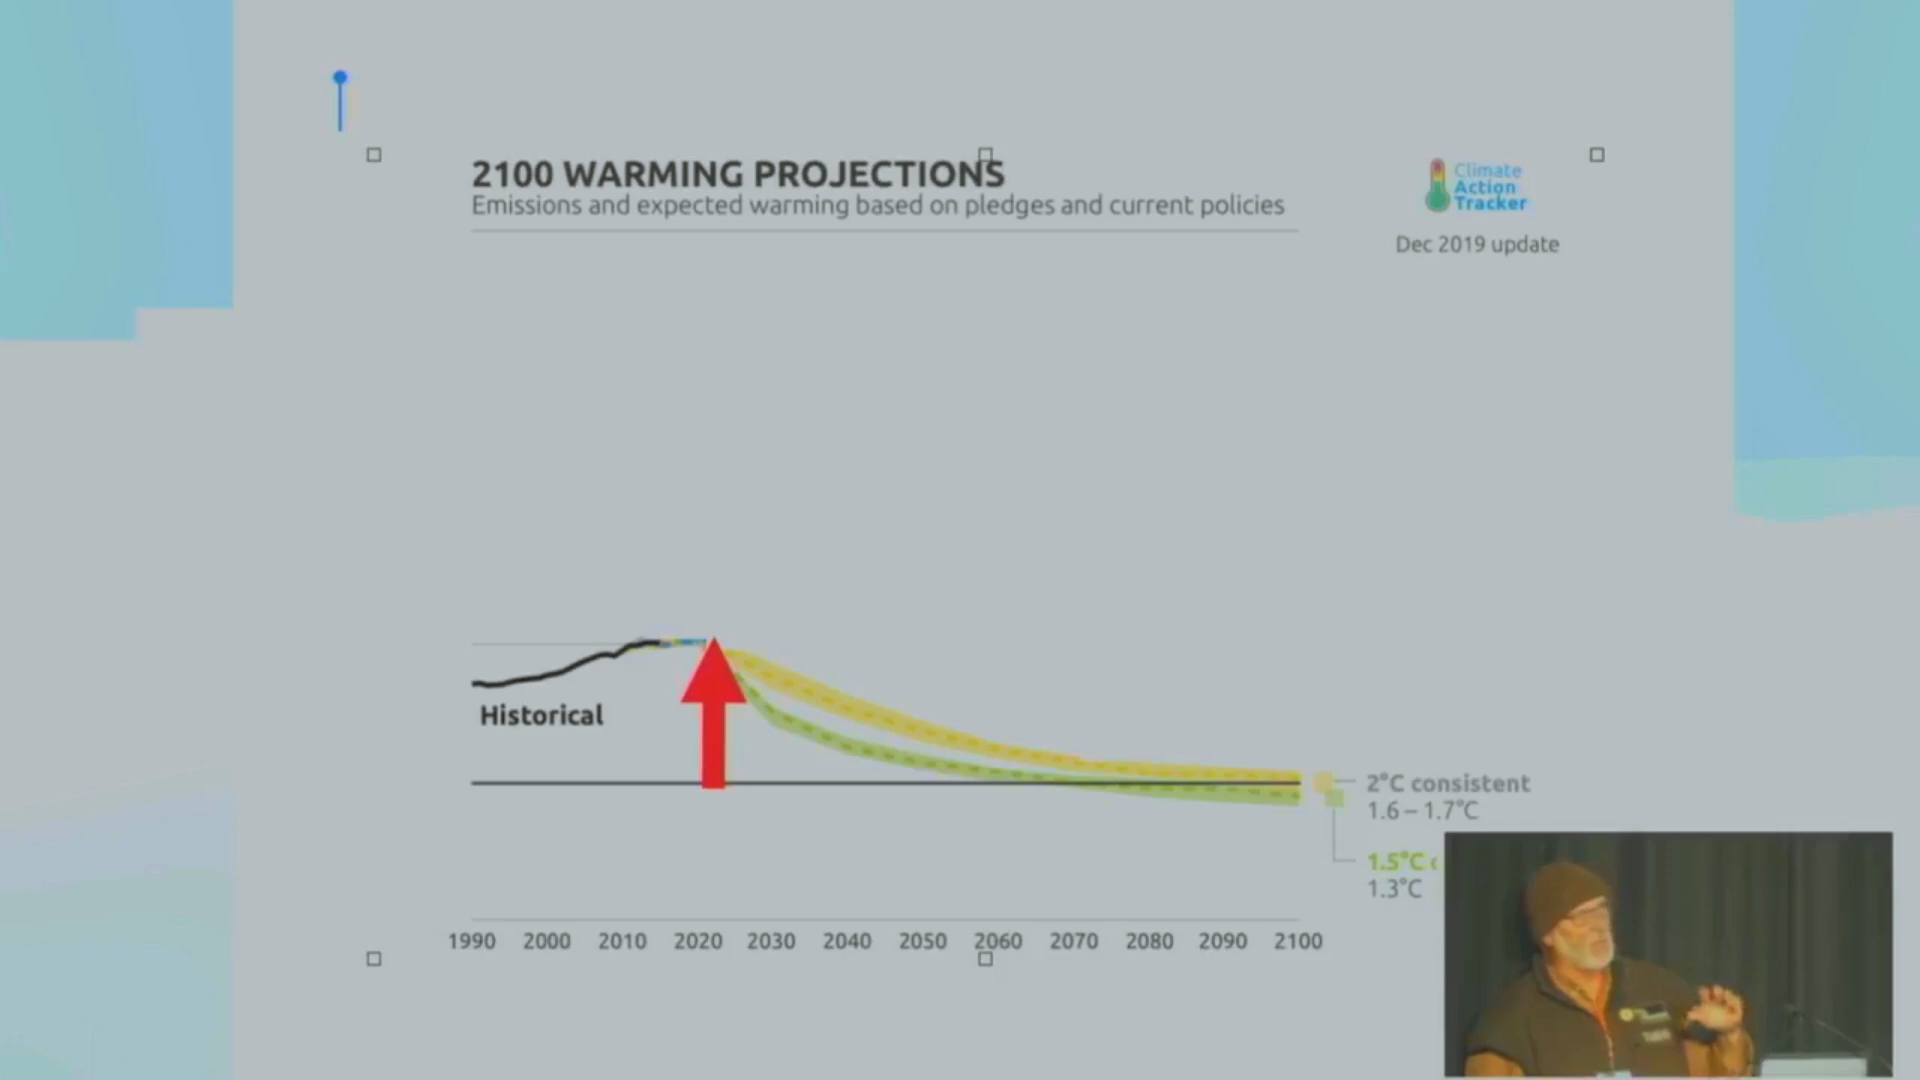 2100 WARMING PROJECTIONS
Emissions and expected warming based on pledges and current policies
Climate
Action
Tracker
Dec 2019 update
Historical
2°C consistent
1.6 – 1.7°C
1.5°C
1.3°C
1990 2000 2010 2020 2030 2040 2050 2060 2070 2080 2090 2100